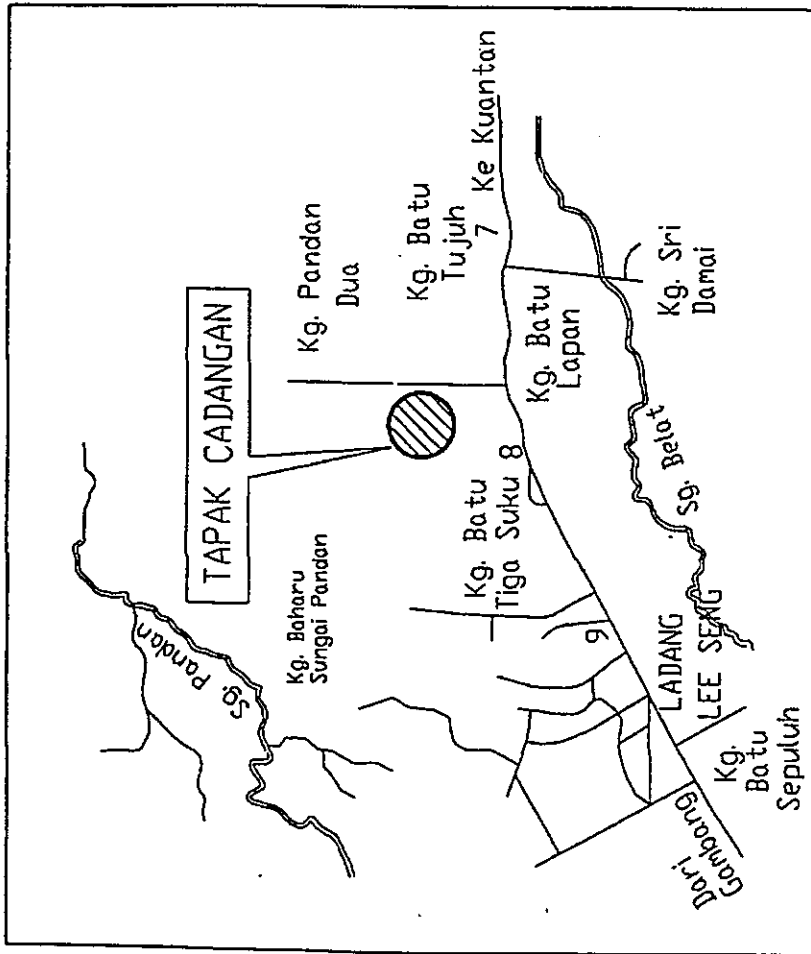 TAPAK CADANGAN
Kg. Pandan
Dua
Kg. Batu
Tujuh
7
Ke Kuantan
Sg. Pandan
Kg. Baharu
Sungai Pandan
Kg. Batu
Tiga Suku
8
Kg. Batu
Lapan
Kg. Sri
Damai
Sg. Belat
9
LADANG
LEE SENG
Kg.
Batu
Sepuluh
Dari
Gambang